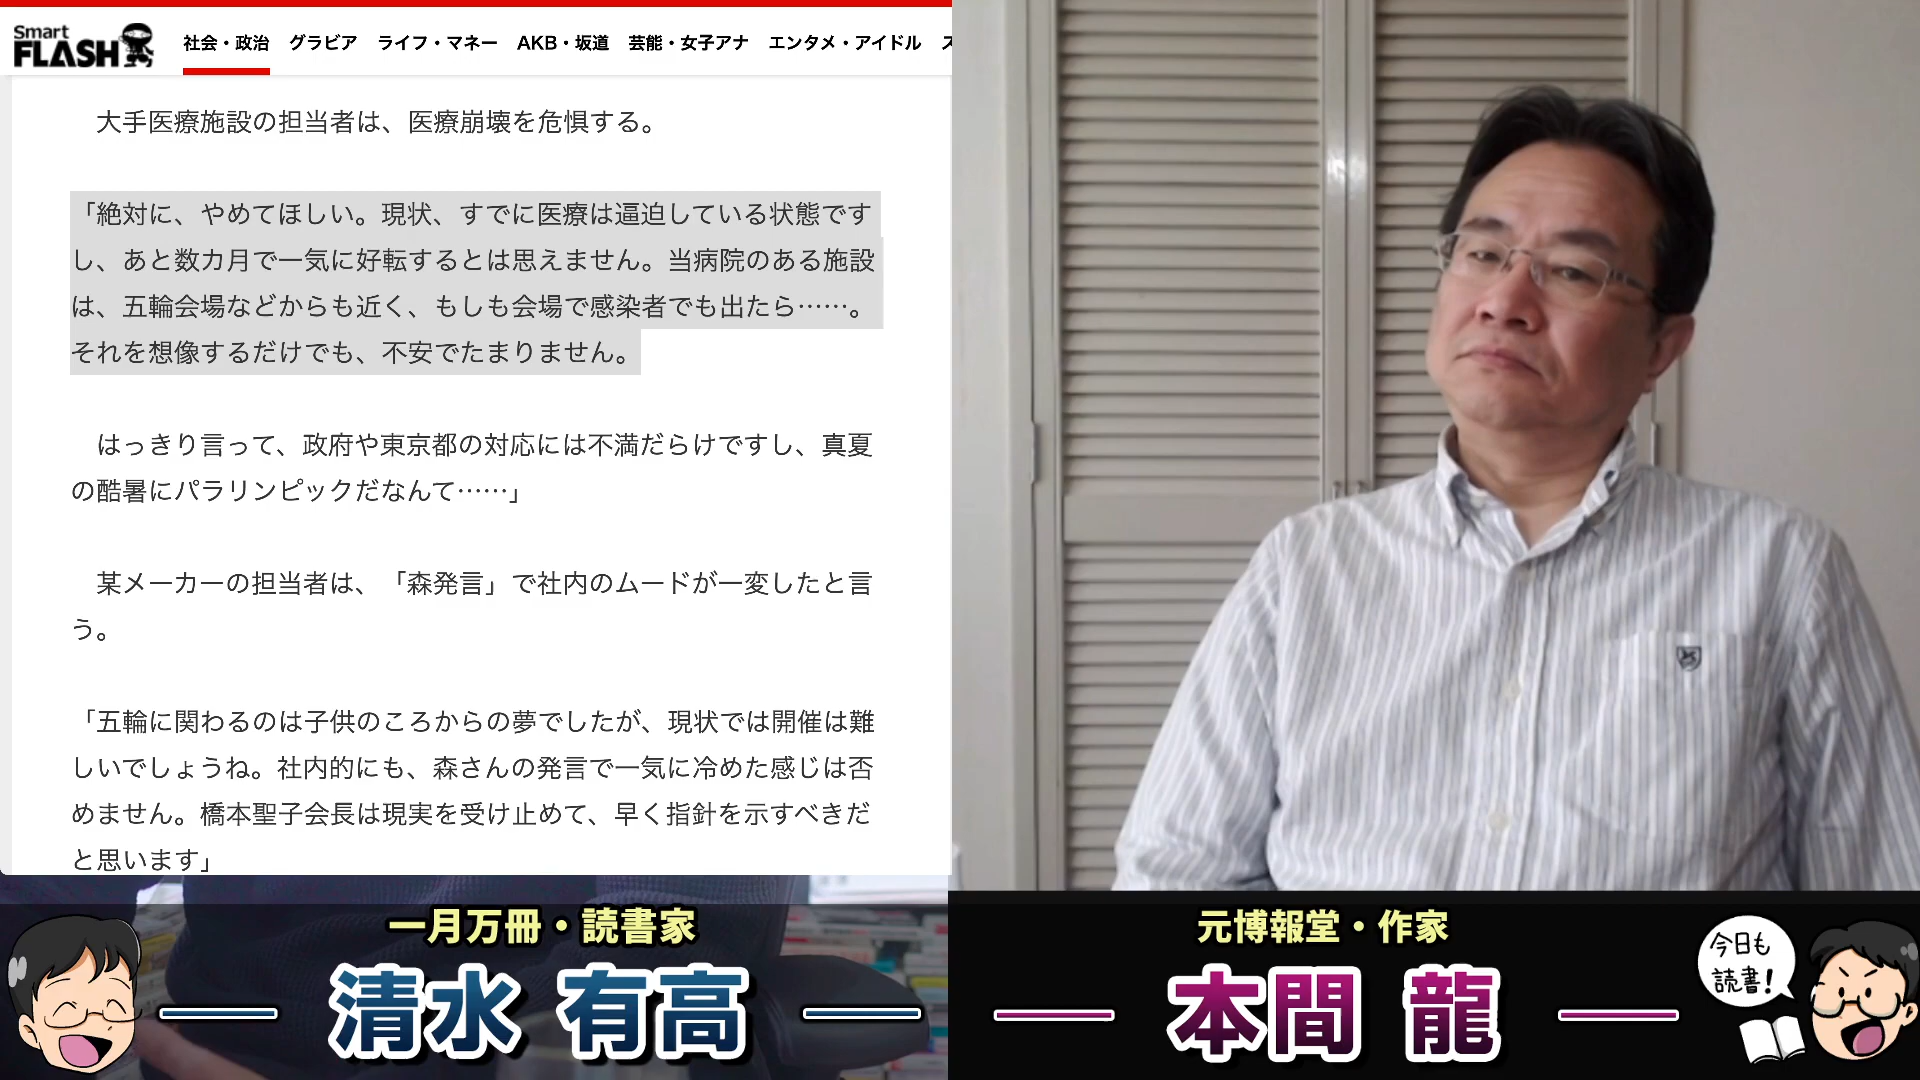 Smart
FLASH
社会・政治 グラビア ライフ・マネー AKB・坂道 芸能・女子アナ エンタメ・アイドル ス
大手医療施設の担当者は、医療崩壊を危惧する。
「絶対に、やめてほしい。現状、すでに医療は逼迫している状態です
し、あと数カ月で一気に好転するとは思えません。当病院のある施設
は、五輪会場などからも近く、もしも会場で感染者でも出たら……。
それを想像するだけでも、不安でたまりません。
はっきり言って、政府や東京都の対応には不満だらけですし、真夏
の酷暑にパラリンピックだなんて……」
某メーカーの担当者は、「森発言」で社内のムードが一変したと言
う。
「五輪に関わるのは子供のころからの夢でしたが、現状では開催は難
しいでしょうね。社内的にも、森さんの発言で一気に冷めた感じは否
めません。橋本聖子会長は現実を受け止めて、早く指針を示すべきだ
と思います」
一月万冊・読書家
清水 有高
元博報堂・作家
本間 龍
今日も
読書!